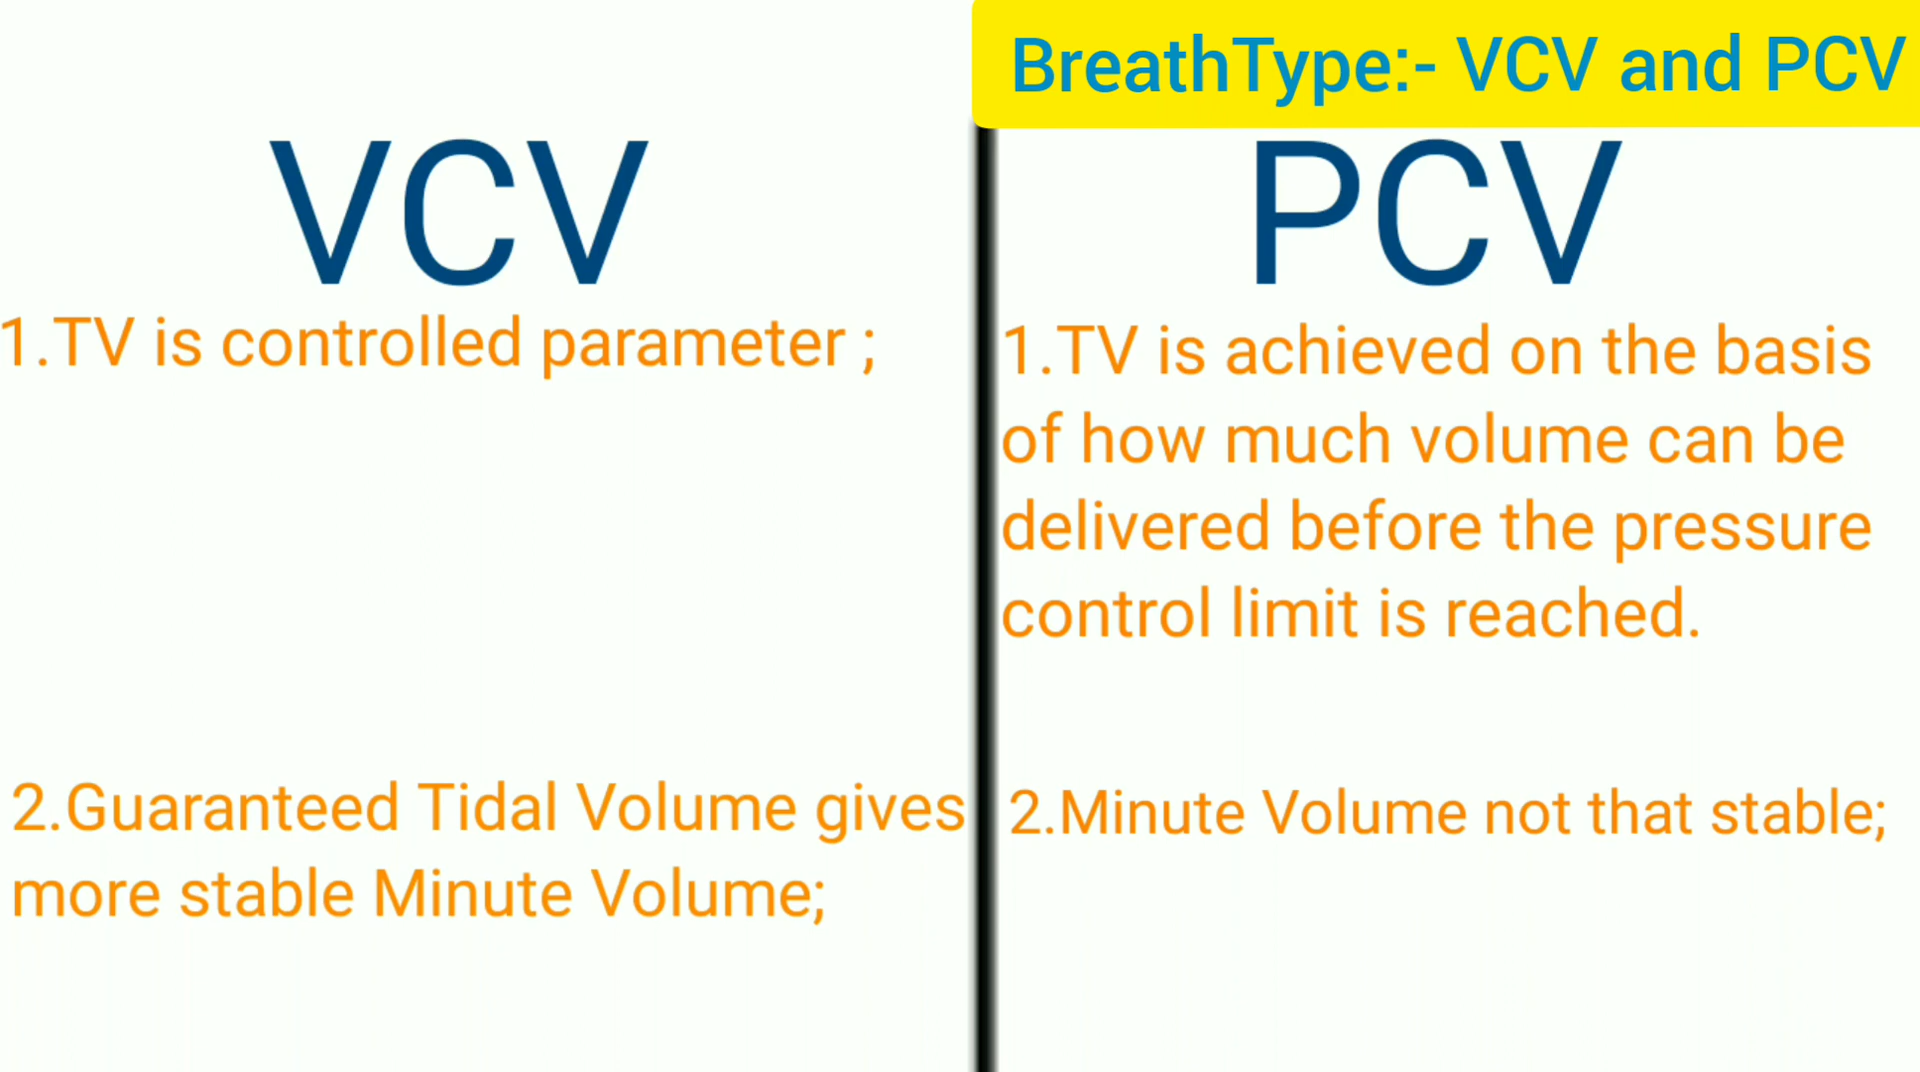 BreathType:- VCV and PCV
VCV
1.TV is controlled parameter ;
2.Guaranteed Tidal Volume gives
more stable Minute Volume;
PCV
1.TV is achieved on the basis
of how much volume can be
delivered before the pressure
control limit is reached.
2.Minute Volume not that stable;